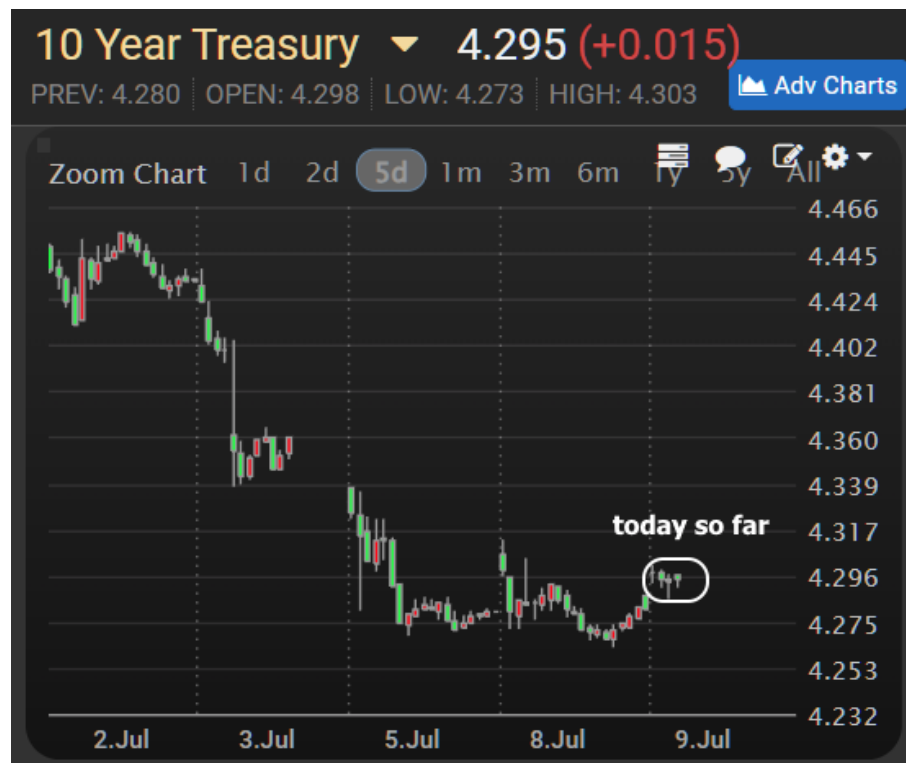 10 Year Treasury 4.295 (+0.015)
PREV: 4.280 OPEN: 4.298 LOW: 4.273 HIGH: 4.303
Adv Charts
Zoom Chart 1d 2d 5d 1m 3m 6m 1y 5y All
4.466
4.445
4.424
4.402
4.381
4.360
4.339
today so far
4.317
4.296
4.275
4.253
4.232
2.Jul 3.Jul 5.Jul 8.Jul 9.Jul